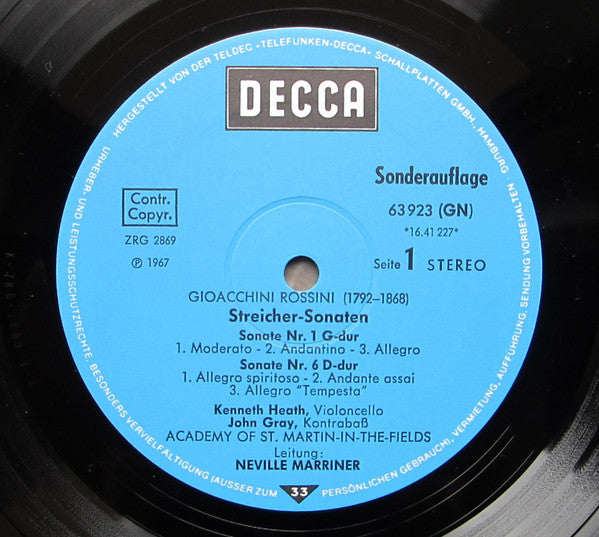 DECCA
Sonderauflage
63 923 (GN)
*16.41 227*
Seite 1 STEREO
Contr.
Copyr.
ZRG 2869
℗ 1967
GIOACCHINI ROSSINI (1792–1868)
Streicher-Sonaten
Sonate Nr. 1 G-dur
1. Moderato - 2. Andantino - 3. Allegro
Sonate Nr. 6 D-dur
1. Allegro spiritoso - 2. Andante assai
3. Allegro "Tempesta"
Kenneth Heath, Violoncello
John Gray, Kontrabaß
ACADEMY OF ST. MARTIN-IN-THE-FIELDS
Leitung:
NEVILLE MARRINER
33
HERGESTELLT VON DER TELDEC »TELEFUNKEN-DECCA« SCHALLPLATTEN GMBH., HAMBURG
URHEBER- UND LEISTUNGSSCHUTZRECHTE, BESONDERS VERVIELFÄLTIGUNG (AUSSER ZUM PERSÖNLICHEN GEBRAUCH), VERMIETUNG, AUFFÜHRUNG, SENDUNG VORBEHALTEN